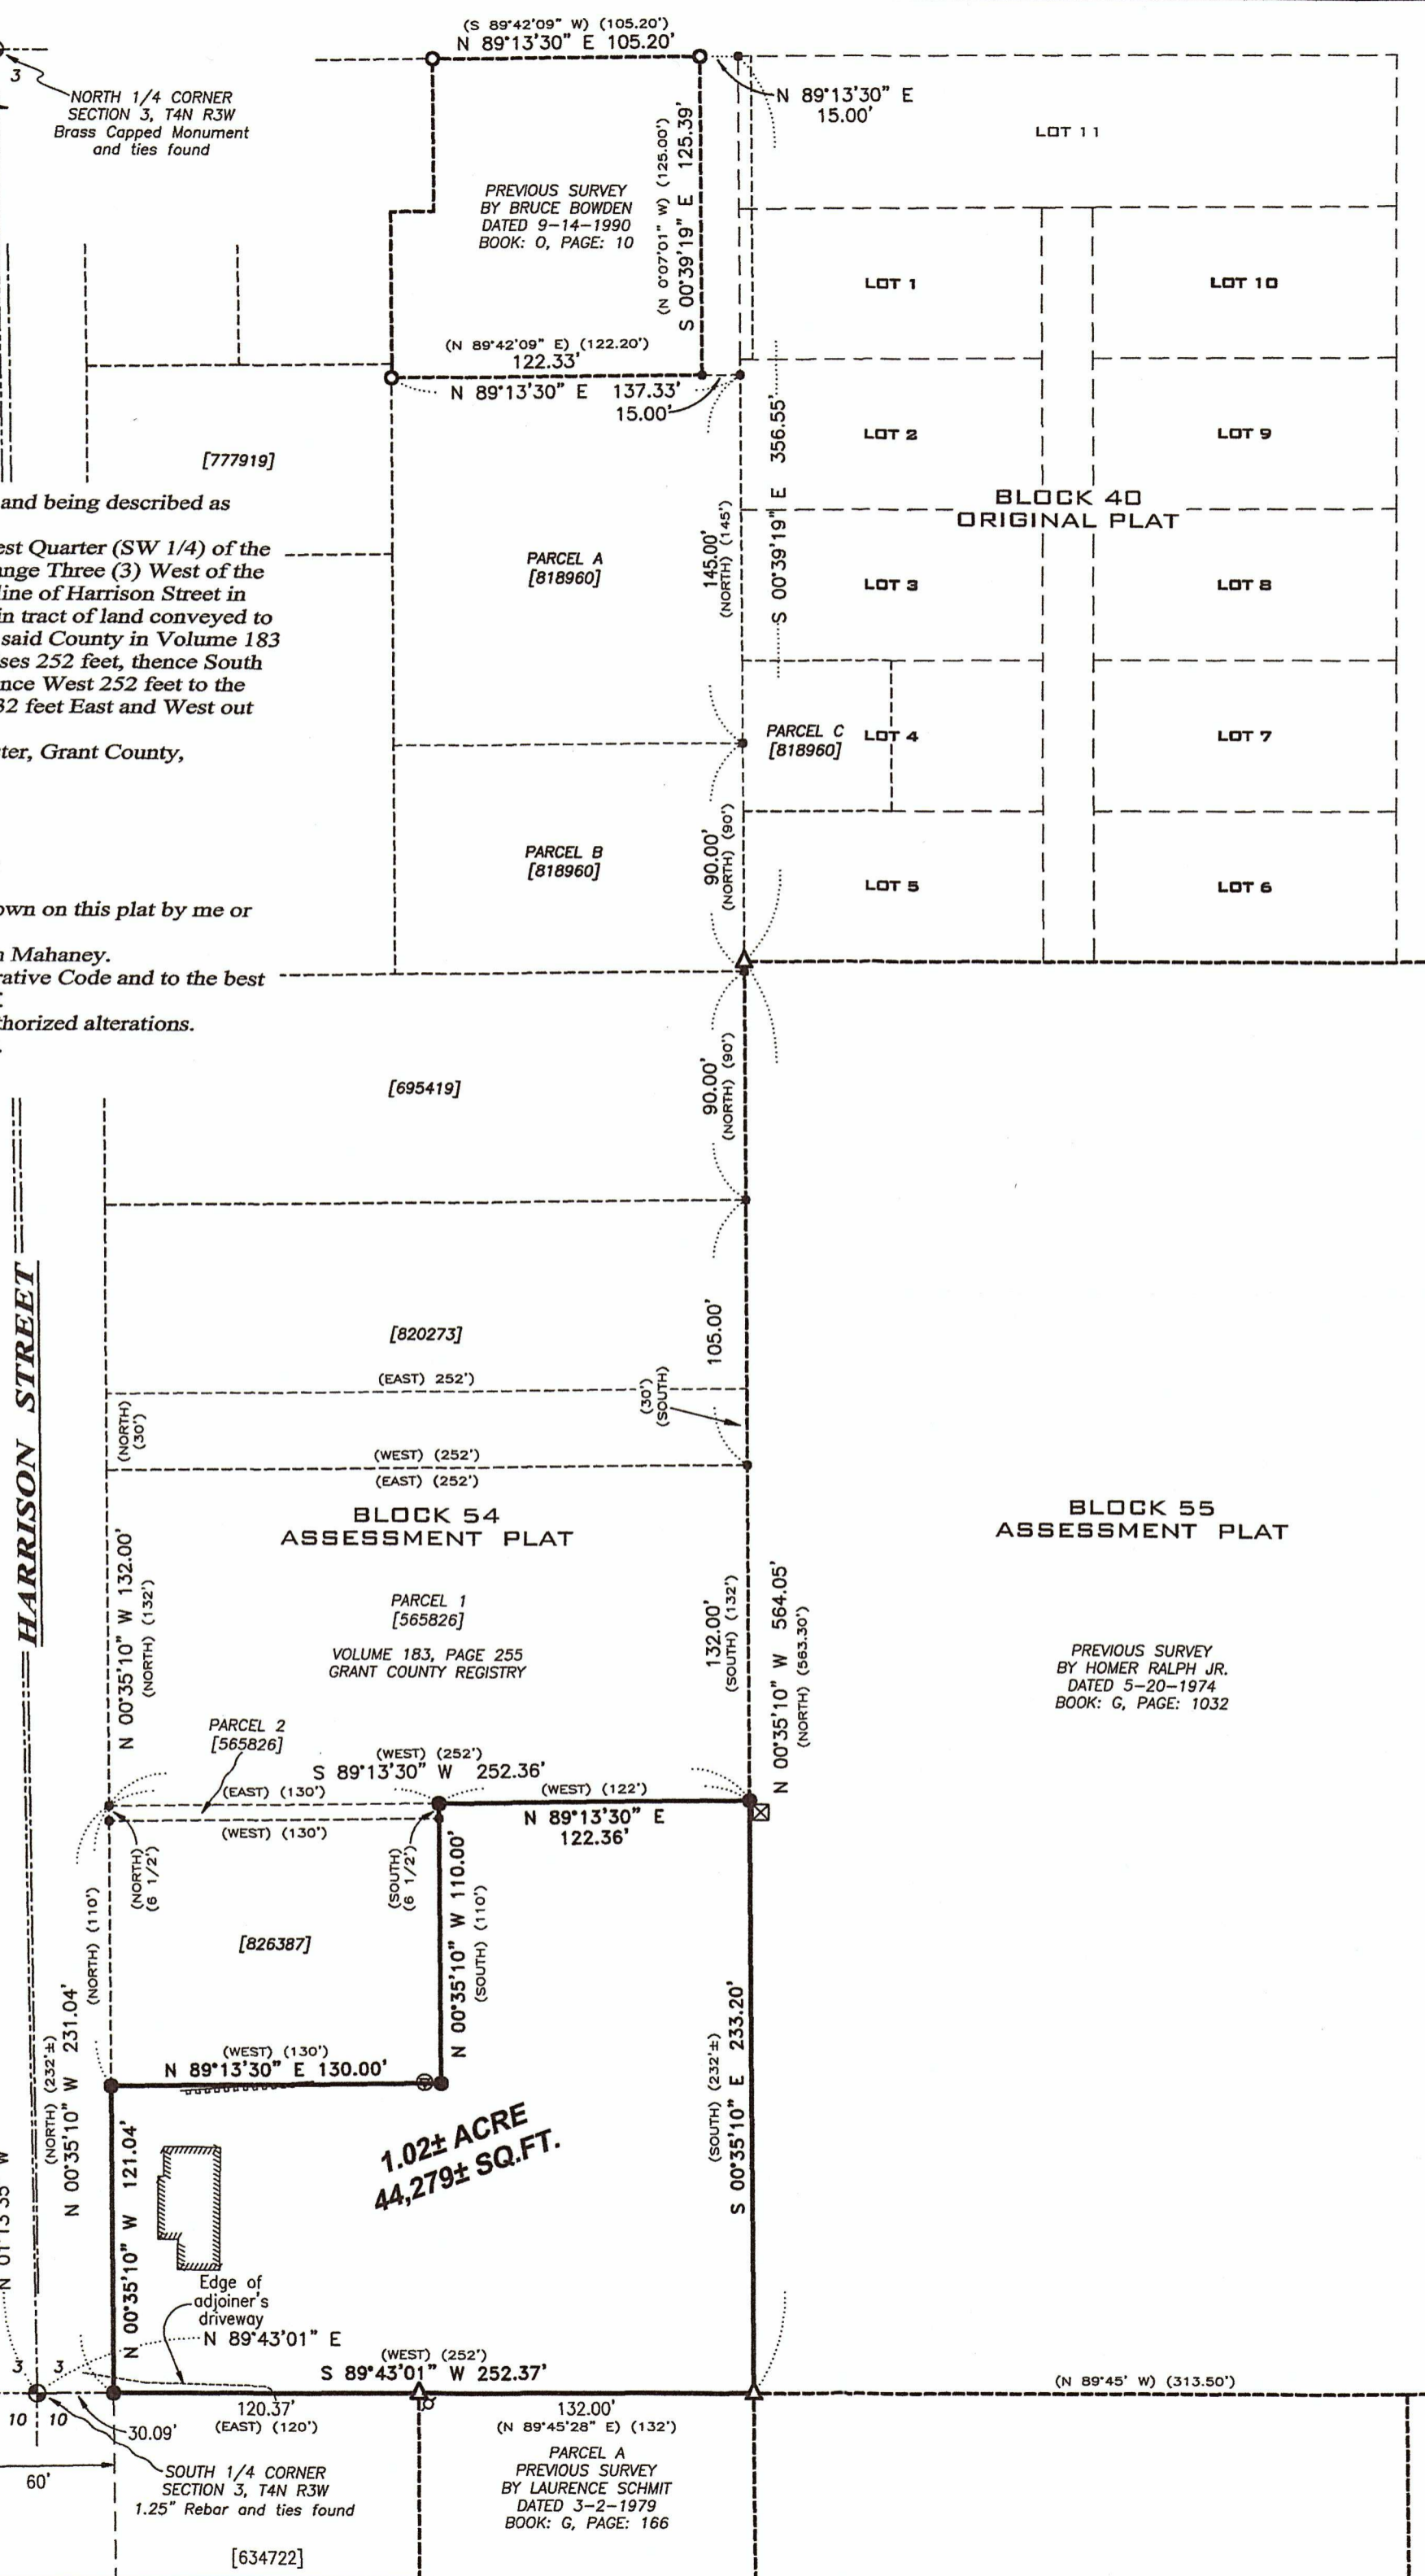 (S 89°42'09" W) (105.20')
N 89°13'30" E 105.20'
3
NORTH 1/4 CORNER
SECTION 3, T4N R3W
Brass Capped Monument
and ties found
N 89°13'30" E
15.00'
LOT 11
(N 0°07'01" W) (125.00')
S 00°39'19" E 125.39'
PREVIOUS SURVEY
BY BRUCE BOWDEN
DATED 9-14-1990
BOOK: O, PAGE: 10
LOT 1
LOT 10
(N 89°42'09" E) (122.20')
122.33'
N 89°13'30" E 137.33'
15.00'
S 00°39'19" E 356.55'
LOT 2
LOT 9
[777919]
and being described as
BLOCK 40
ORIGINAL PLAT
est Quarter (SW 1/4) of the
nge Three (3) West of the
line of Harrison Street in
in tract of land conveyed to
said County in Volume 183
ses 252 feet, thence South
nce West 252 feet to the
32 feet East and West out
ter, Grant County,
PARCEL A
[818960]
145.00'
(NORTH) (145')
LOT 3
LOT 8
PARCEL C
[818960]
LOT 4
LOT 7
PARCEL B
[818960]
90.00'
(NORTH) (90')
LOT 5
LOT 6
own on this plat by me or
n Mahaney.
rative Code and to the best
horized alterations.
90.00'
(NORTH) (90')
[695419]
HARRISON STREET
[820273]
105.00'
(EAST) 252')
(30')
(SOUTH)
(NORTH)
(30')
(WEST) (252')
(EAST) (252')
BLOCK 54
ASSESSMENT PLAT
BLOCK 55
ASSESSMENT PLAT
N 00°35'10" W 132.00'
(NORTH) (132')
PARCEL 1
[565826]
VOLUME 183, PAGE 255
GRANT COUNTY REGISTRY
132.00'
(SOUTH) (132')
N 00°35'10" W 564.05'
(NORTH) (563.30')
PREVIOUS SURVEY
BY HOMER RALPH JR.
DATED 5-20-1974
BOOK: G, PAGE: 1032
PARCEL 2
[565826]
(WEST) (252')
S 89°13'30" W 252.36'
(EAST) (130')
(WEST) (122')
N 89°13'30" E
122.36'
(WEST) (130')
(NORTH)
(6 1/2')
(SOUTH)
(6 1/2')
N 00°35'10" W 110.00'
(SOUTH) (110')
(NORTH) (110')
[826387]
(NORTH) (232'±)
N 00°35'10" W 231.04'
(WEST) (130')
N 89°13'30" E 130.00'
(SOUTH) (232'±)
S 00°35'10" E 233.20'
1.02± ACRE
44,279± SQ.FT.
N 00°35'10" W 121.04'
Edge of
adjoiner's
driveway
N 89°43'01" E
(WEST) (252')
S 89°43'01" W 252.37'
3 3
10 10
30.09'
120.37'
(EAST) (120')
132.00'
(N 89°45'28" E) (132')
(N 89°45' W) (313.50')
60'
SOUTH 1/4 CORNER
SECTION 3, T4N R3W
1.25" Rebar and ties found
PARCEL A
PREVIOUS SURVEY
BY LAURENCE SCHMIT
DATED 3-2-1979
BOOK: G, PAGE: 166
[634722]